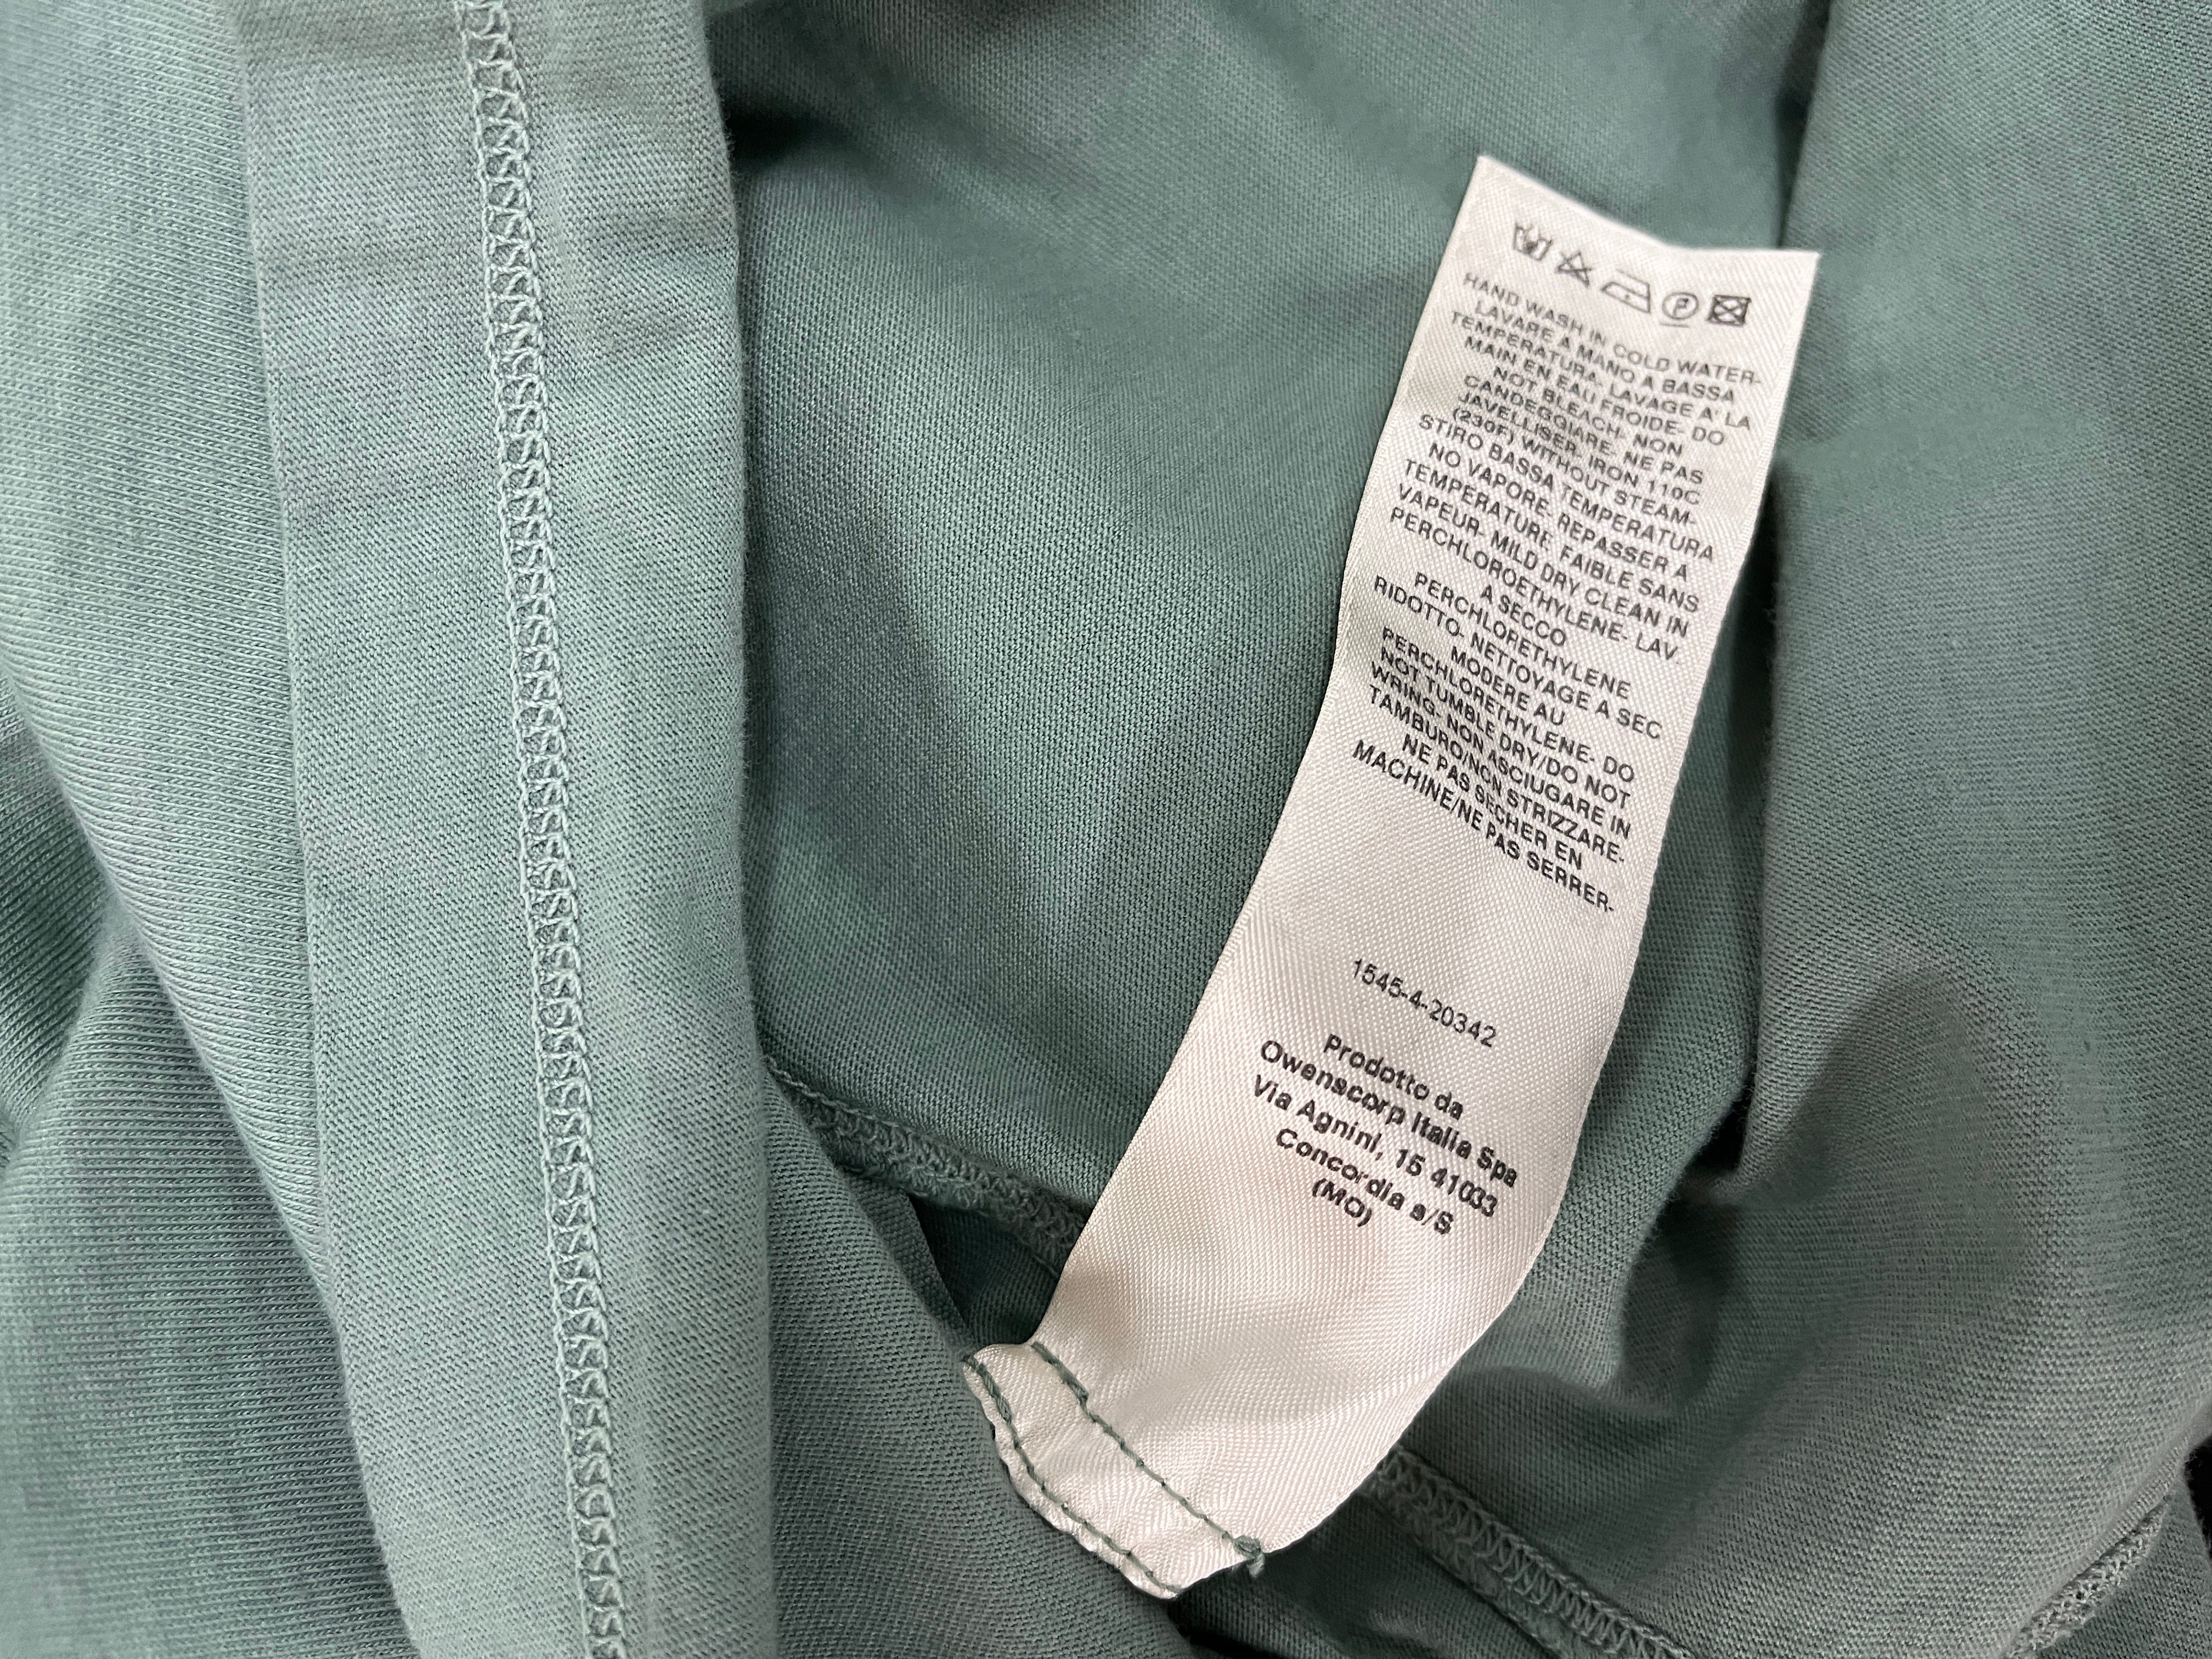 HAND WASH IN COLD WATER-
LAVARE A MANO A BASSA
TEMPERATURA. LAVAGE A' LA
MAIN EN EAU FROIDE- DO
NOT BLEACH- NON
CANDEGGIARE. NE PAS
JAVELLISER. IRON 110C
(230F) WITHOUT STEAM-
STIRO BASSA TEMPERATURA
NO VAPORE. REPASSER A
TEMPERATURE FAIBLE SANS
VAPEUR- MILD DRY CLEAN IN
PERCHLOROETHYLENE- LAV.
A SECCO
PERCHLORETHYLENE
RIDOTTO- NETTOYAGE A SEC
MODERE AU
PERCHLORETHYLENE- DO
NOT TUMBLE DRY/DO NOT
WRING- NON ASCIUGARE IN
TAMBURO/NON STRIZZARE-
NE PAS SECHER EN
MACHINE/NE PAS SERRER-
1545-4-20342
Prodotto da
Owenscorp Italia Spa
Via Agnini, 15 41033
Concordia s/S
(MO)